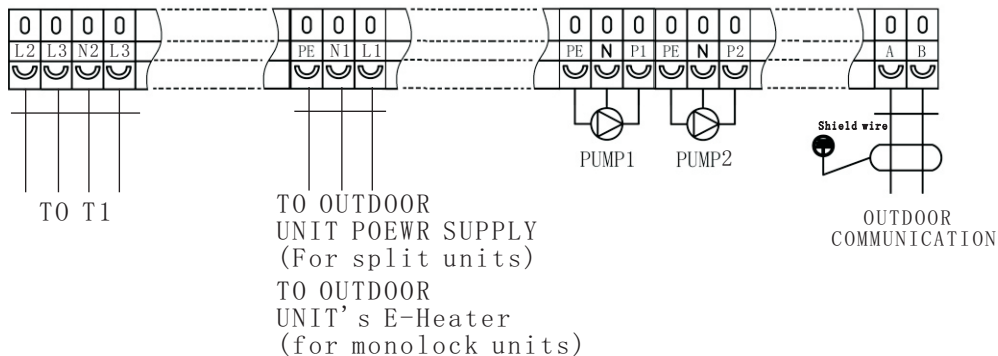 0 0 0 0 0 0 0 0 0 0 0 0 0 0 0
L2 L3 N2 L3 PE N1 L1 PE N P1 PE N P2 A B
Shield wire
PUMP1 PUMP2
TO T1
TO OUTDOOR
UNIT POEWR SUPPLY
(For split units)
TO OUTDOOR
UNIT's E-Heater
(for monolock units)
OUTDOOR
COMMUNICATION